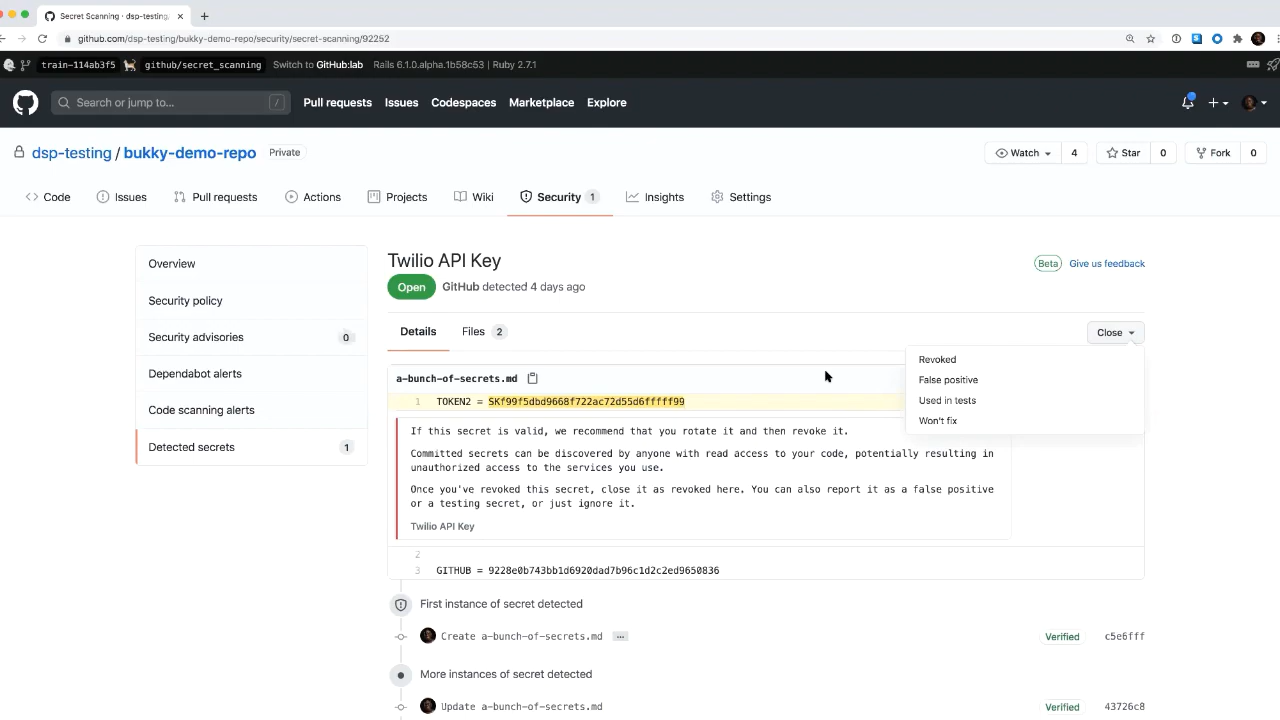 Secret Scanning · dsp-testing,
github.com/dsp-testing/bukky-demo-repo/security/secret-scanning/92252
train-114ab3f5 github/secret_scanning Switch to GitHub:lab Rails 6.1.0.alpha.1b58c53 | Ruby 2.7.1
Search or jump to... / Pull requests Issues Codespaces Marketplace Explore
dsp-testing / bukky-demo-repo Private Watch 4 Star 0 Fork 0
Code Issues Pull requests Actions Projects Wiki Security 1 Insights Settings
Overview
Security policy
Security advisories 0
Dependabot alerts
Code scanning alerts
Detected secrets 1
Twilio API Key
Beta Give us feedback
Open GitHub detected 4 days ago
Details Files 2
Close
Revoked
False positive
Used in tests
Won't fix
a-bunch-of-secrets.md
1 TOKEN2 = SKf99f5dbd9668f722ac72d55d6fffff99
If this secret is valid, we recommend that you rotate it and then revoke it.
Committed secrets can be discovered by anyone with read access to your code, potentially resulting in
unauthorized access to the services you use.
Once you've revoked this secret, close it as revoked here. You can also report it as a false positive
or a testing secret, or just ignore it.
Twilio API Key
2
3 GITHUB = 9228e0b743bb1d6920dad7b96c1d2c2ed9650836
First instance of secret detected
Create a-bunch-of-secrets.md ... Verified c5e6fff
More instances of secret detected
Update a-bunch-of-secrets.md Verified 43726c8